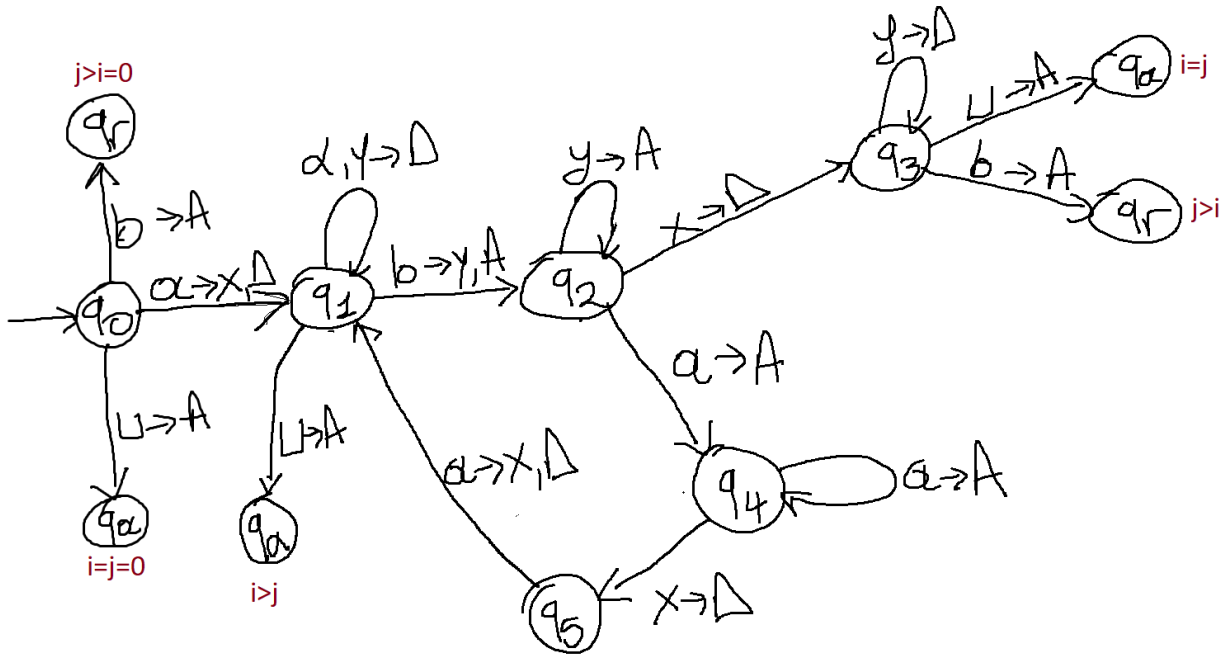 y→Δ
j>i=0
qr
a,y→Δ
y→A
q3
⊔→A
qa
i=j
b→A
qr
j>i
b→A
q0
a→x,Δ
q1
b→y,A
q2
x→Δ
⊔→A
qa
i=j=0
⊔→A
qa
i>j
a→x,Δ
a→A
q4
a→A
q5
x→Δ